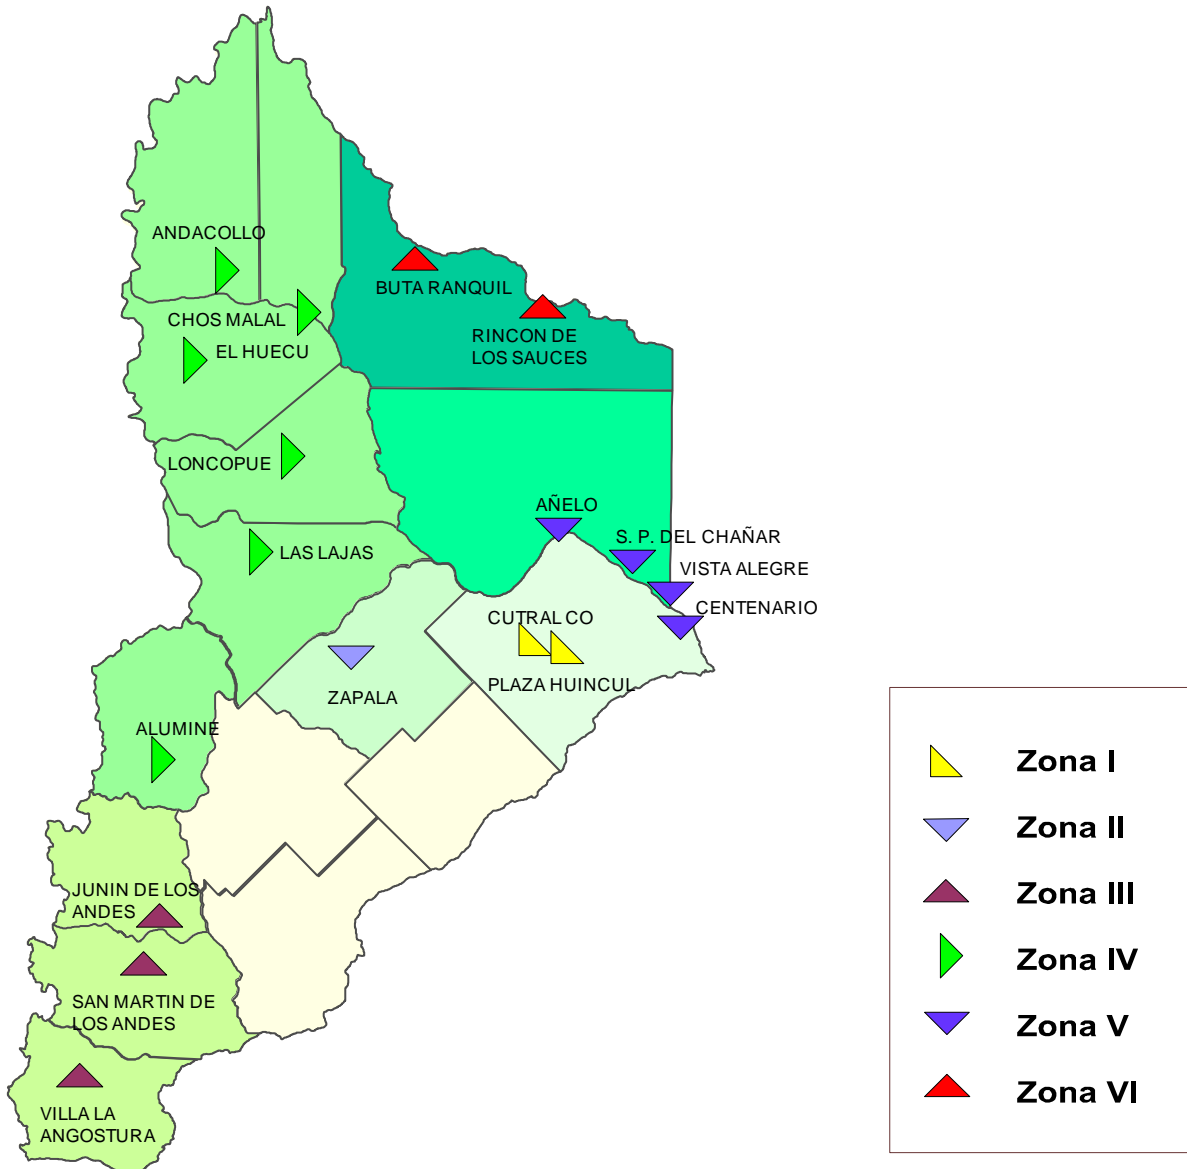 ANDACOLLO
BUTA RANQUIL
CHOS MALAL
RINCON DE
LOS SAUCES
EL HUECU
LONCOPUE
AÑELO
S. P. DEL CHAÑAR
LAS LAJAS
VISTA ALEGRE
CENTENARIO
CUTRAL CO
PLAZA HUINCUL
ZAPALA
ALUMINE
JUNIN DE LOS
ANDES
SAN MARTIN DE
LOS ANDES
VILLA LA
ANGOSTURA
Zona I
Zona II
Zona III
Zona IV
Zona V
Zona VI